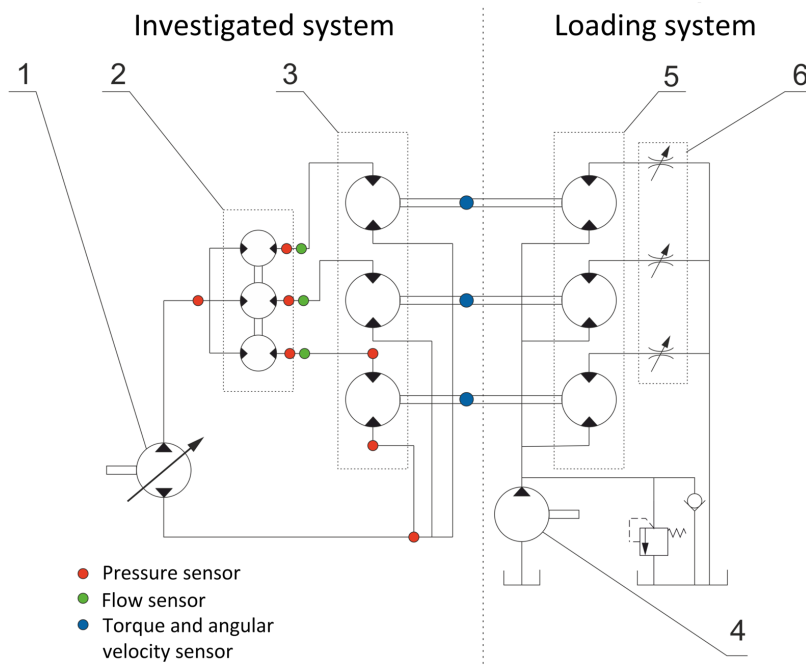 Investigated system
Loading system
1
2
3
5
6
4
Pressure sensor
Flow sensor
Torque and angular
velocity sensor